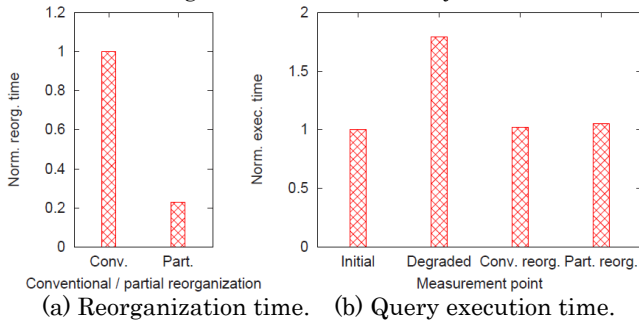 1.2
1
0.8
0.6
0.4
0.2
0
Norm. reorg. time
Conv. Part.
Conventional / partial reorganization
(a) Reorganization time.
2
1.5
1
0.5
0
Norm. exec. time
Initial Degraded Conv. reorg. Part. reorg.
Measurement point
(b) Query execution time.